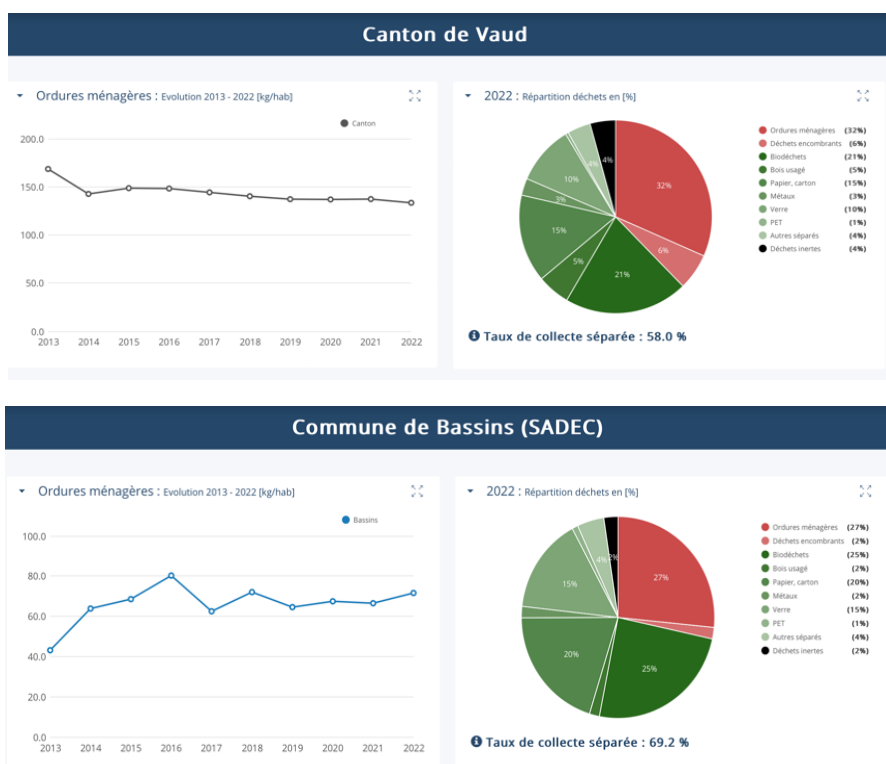 Canton de Vaud
Ordures ménagères : Evolution 2013 - 2022 [kg/hab]
Canton
200.0
150.0
100.0
50.0
0.0
2013 2014 2015 2016 2017 2018 2019 2020 2021 2022
2022 : Répartition déchets en [%]
4%
4%
32%
10%
3%
15%
6%
5%
21%
Ordures ménagères (32%)
Déchets encombrants (6%)
Biodéchets (21%)
Bois usagé (5%)
Papier, carton (15%)
Métaux (3%)
Verre (10%)
PET (1%)
Autres séparés (4%)
Déchets inertes (4%)
Taux de collecte séparée : 58.0 %
Commune de Bassins (SADEC)
Ordures ménagères : Evolution 2013 - 2022 [kg/hab]
Bassins
100.0
80.0
60.0
40.0
20.0
0.0
2013 2014 2015 2016 2017 2018 2019 2020 2021 2022
2022 : Répartition déchets en [%]
4%
2%
27%
15%
20%
25%
Ordures ménagères (27%)
Déchets encombrants (2%)
Biodéchets (25%)
Bois usagé (2%)
Papier, carton (20%)
Métaux (2%)
Verre (15%)
PET (1%)
Autres séparés (4%)
Déchets inertes (2%)
Taux de collecte séparée : 69.2 %